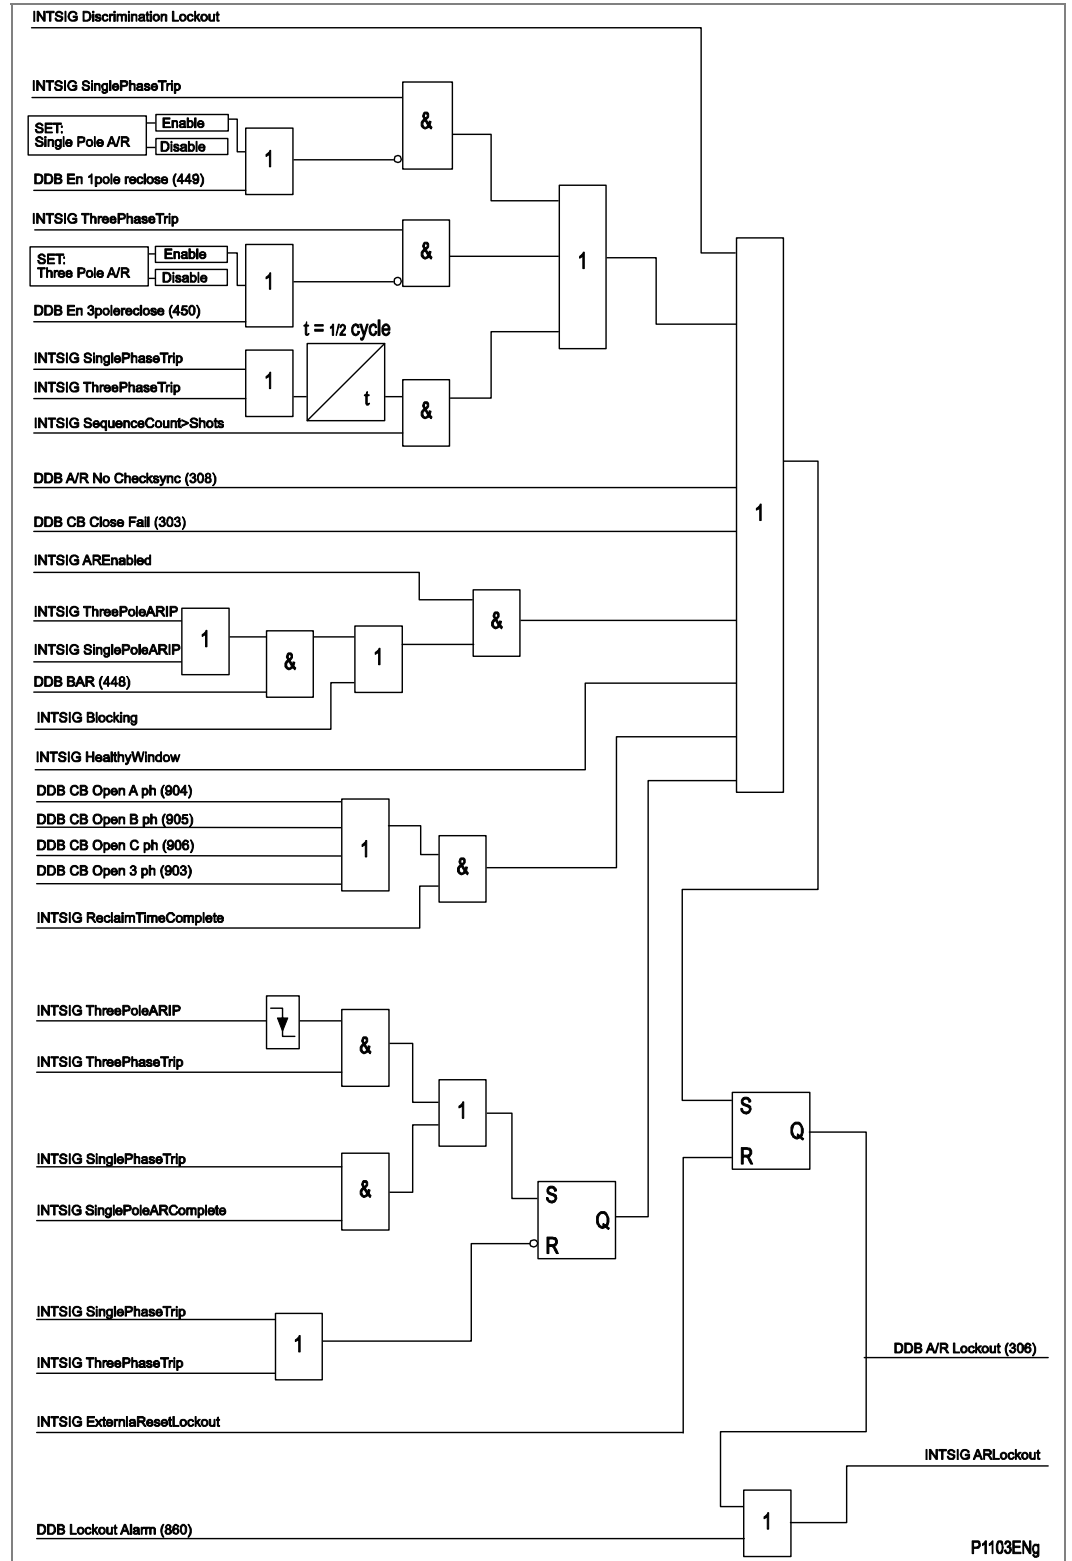 INTSIG Discrimination Lockout
INTSIG SinglePhaseTrip
&
SET:
Single Pole A/R
Enable
Disable
1
DDB En 1pole reclose (449)
INTSIG ThreePhaseTrip
&
SET:
Three Pole A/R
Enable
Disable
1
1
DDB En 3polereclose (450)
t = 1/2 cycle
INTSIG SinglePhaseTrip
INTSIG ThreePhaseTrip
1
t
&
INTSIG SequenceCount>Shots
DDB A/R No Checksync (308)
1
DDB CB Close Fail (303)
INTSIG AREnabled
&
INTSIG ThreePoleARIP
INTSIG SinglePoleARIP
1
&
1
DDB BAR (448)
INTSIG Blocking
INTSIG HealthyWindow
DDB CB Open A ph (904)
DDB CB Open B ph (905)
DDB CB Open C ph (906)
DDB CB Open 3 ph (903)
1
&
INTSIG ReclaimTimeComplete
INTSIG ThreePoleARIP
&
INTSIG ThreePhaseTrip
1
S
Q
R
INTSIG SinglePhaseTrip
&
INTSIG SinglePoleARComplete
S
Q
R
INTSIG SinglePhaseTrip
1
INTSIG ThreePhaseTrip
DDB A/R Lockout (306)
INTSIG ExternlaResetLockout
INTSIG ARLockout
1
DDB Lockout Alarm (860)
P1103ENg